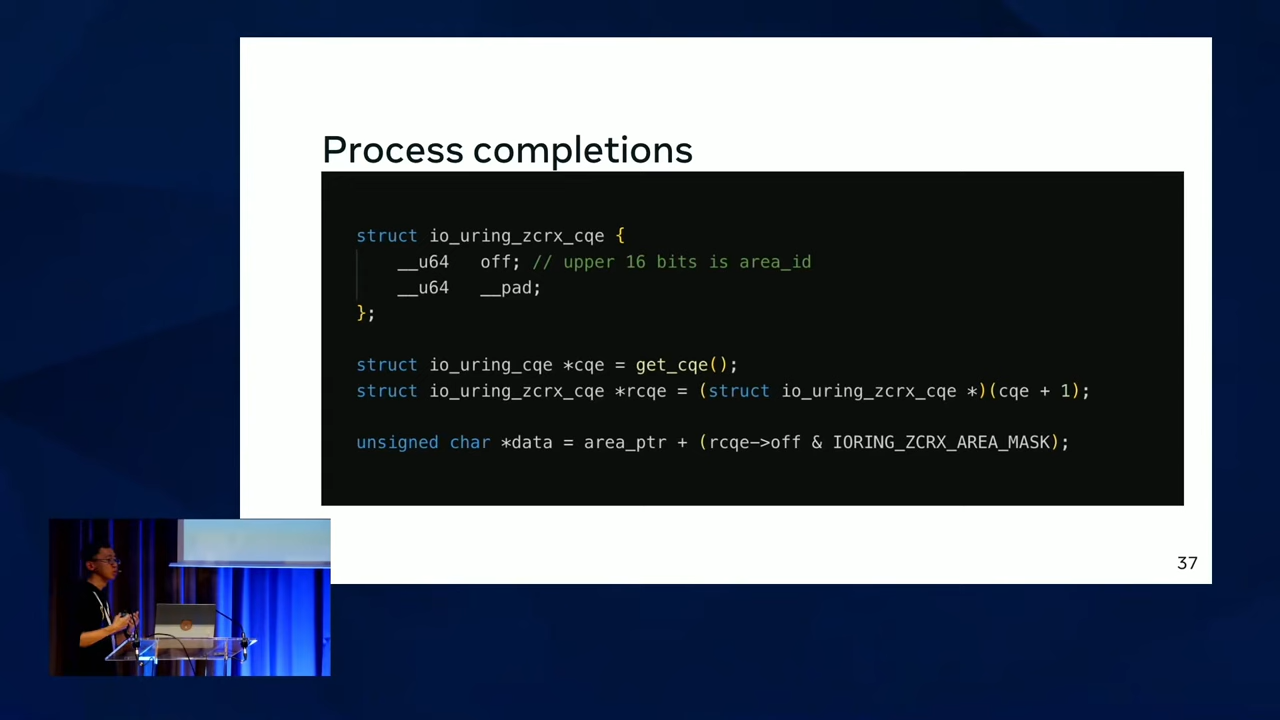 Process completions
struct io_uring_zcrx_cqe {
    __u64   off; // upper 16 bits is area_id
    __u64   __pad;
};
struct io_uring_cqe *cqe = get_cqe();
struct io_uring_zcrx_cqe *rcqe = (struct io_uring_zcrx_cqe *)(cqe + 1);
unsigned char *data = area_ptr + (rcqe->off & IORING_ZCRX_AREA_MASK);
37